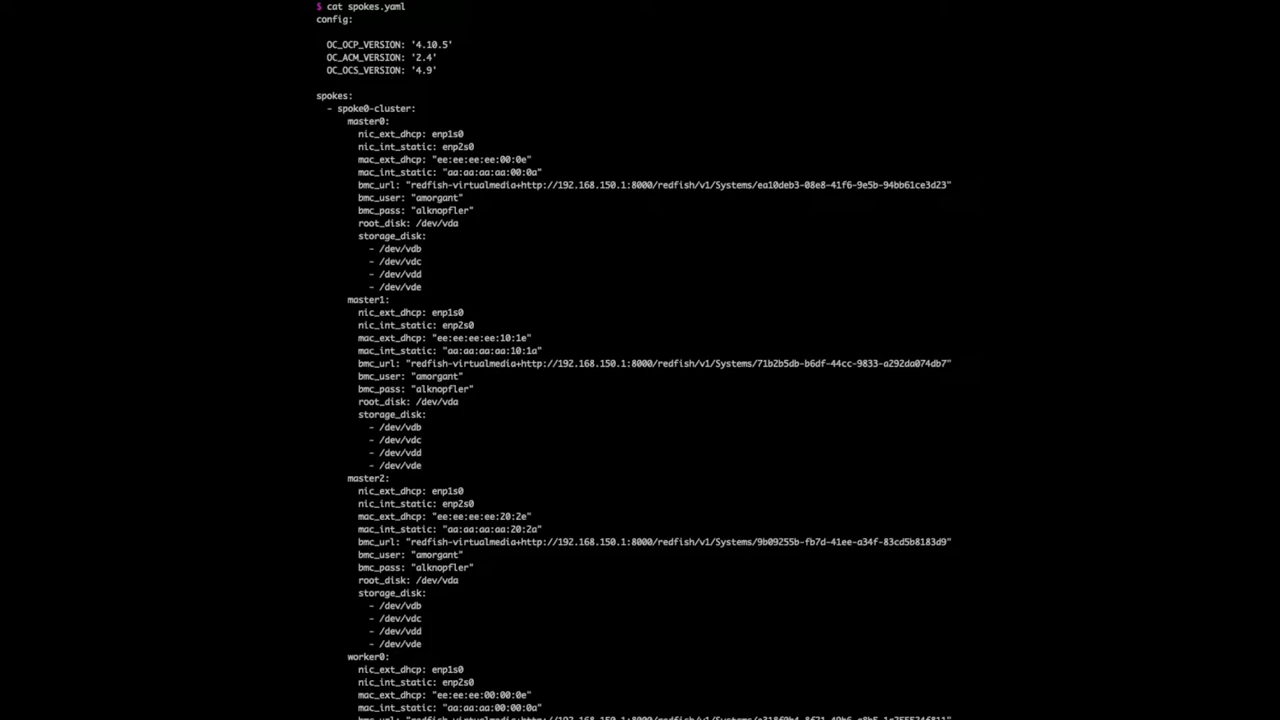 $ cat spokes.yaml
config:
OC_OCP_VERSION: '4.10.5'
OC_ACM_VERSION: '2.4'
OC_OCS_VERSION: '4.9'
spokes:
- spoke0-cluster:
master0:
nic_ext_dhcp: enp1s0
nic_int_static: enp2s0
mac_ext_dhcp: "ee:ee:ee:ee:00:0e"
mac_int_static: "aa:aa:aa:aa:00:0a"
bmc_url: "redfish-virtualmedia+http://192.168.150.1:8000/redfish/v1/Systems/ea10deb3-08e8-41f6-9e5b-94bb61ce3d23"
bmc_user: "amorgant"
bmc_pass: "alknopfler"
root_disk: /dev/vda
storage_disk:
- /dev/vdb
- /dev/vdc
- /dev/vdd
- /dev/vde
master1:
nic_ext_dhcp: enp1s0
nic_int_static: enp2s0
mac_ext_dhcp: "ee:ee:ee:ee:10:1e"
mac_int_static: "aa:aa:aa:aa:10:1a"
bmc_url: "redfish-virtualmedia+http://192.168.150.1:8000/redfish/v1/Systems/71b2b5db-b6df-44cc-9833-a292da074db7"
bmc_user: "amorgant"
bmc_pass: "alknopfler"
root_disk: /dev/vda
storage_disk:
- /dev/vdb
- /dev/vdc
- /dev/vdd
- /dev/vde
master2:
nic_ext_dhcp: enp1s0
nic_int_static: enp2s0
mac_ext_dhcp: "ee:ee:ee:ee:20:2e"
mac_int_static: "aa:aa:aa:aa:20:2a"
bmc_url: "redfish-virtualmedia+http://192.168.150.1:8000/redfish/v1/Systems/9b09255b-fb7d-41ee-a34f-83cd5b8183d9"
bmc_user: "amorgant"
bmc_pass: "alknopfler"
root_disk: /dev/vda
storage_disk:
- /dev/vdb
- /dev/vdc
- /dev/vdd
- /dev/vde
worker0:
nic_ext_dhcp: enp1s0
nic_int_static: enp2s0
mac_ext_dhcp: "ee:ee:ee:00:00:0e"
mac_int_static: "aa:aa:aa:00:00:0a"